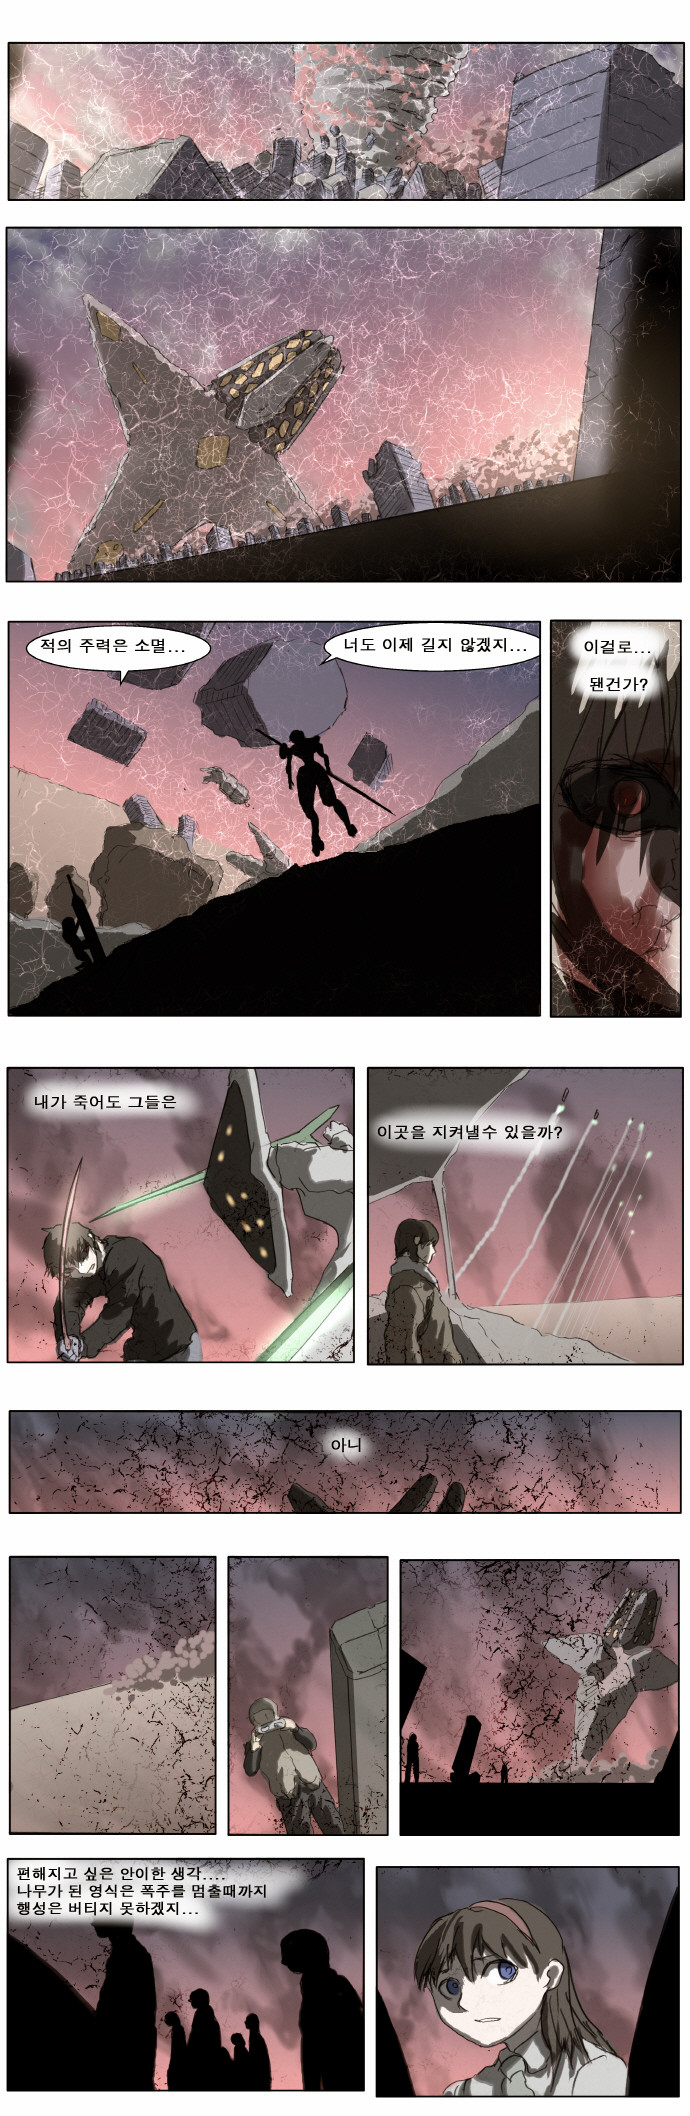 적의 주력은 소멸...
너도 이제 길지 않겠지...
이걸로...
됀건가?
내가 죽어도 그들은
이곳을 지켜낼수 있을까?
아니
편해지고 싶은 안이한 생각....
나무가 된 영식은 폭주를 멈출때까지
행성은 버티지 못하겠지...